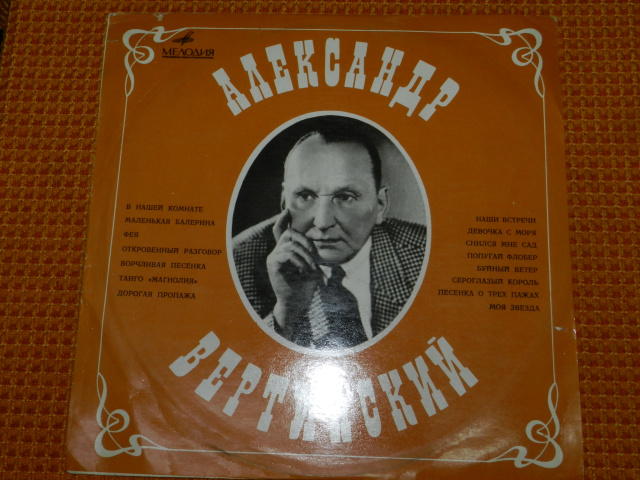 МЕЛОДИЯ
АЛЕКСАНДР
В НАШЕЙ КОМНАТЕ
МАЛЕНЬКАЯ БАЛЕРИНА
ФЕЯ
ОТКРОВЕННЫЙ РАЗГОВОР
ВОРЧЛИВАЯ ПЕСЕНКА
ТАНГО «МАГНОЛИЯ»
ДОРОГАЯ ПРОПАЖА
НАШИ ВСТРЕЧИ
ДЕВОЧКА С МОРЯ
СНИЛСЯ МНЕ САД
ПОПУГАЙ ФЛОБЕР
БУЙНЫЙ ВЕТЕР
СЕРОГЛАЗЫЙ КОРОЛЬ
ПЕСЕНКА О ТРЕХ ПАЖАХ
МОЯ ЗВЕЗДА
ВЕРТИНСКИЙ